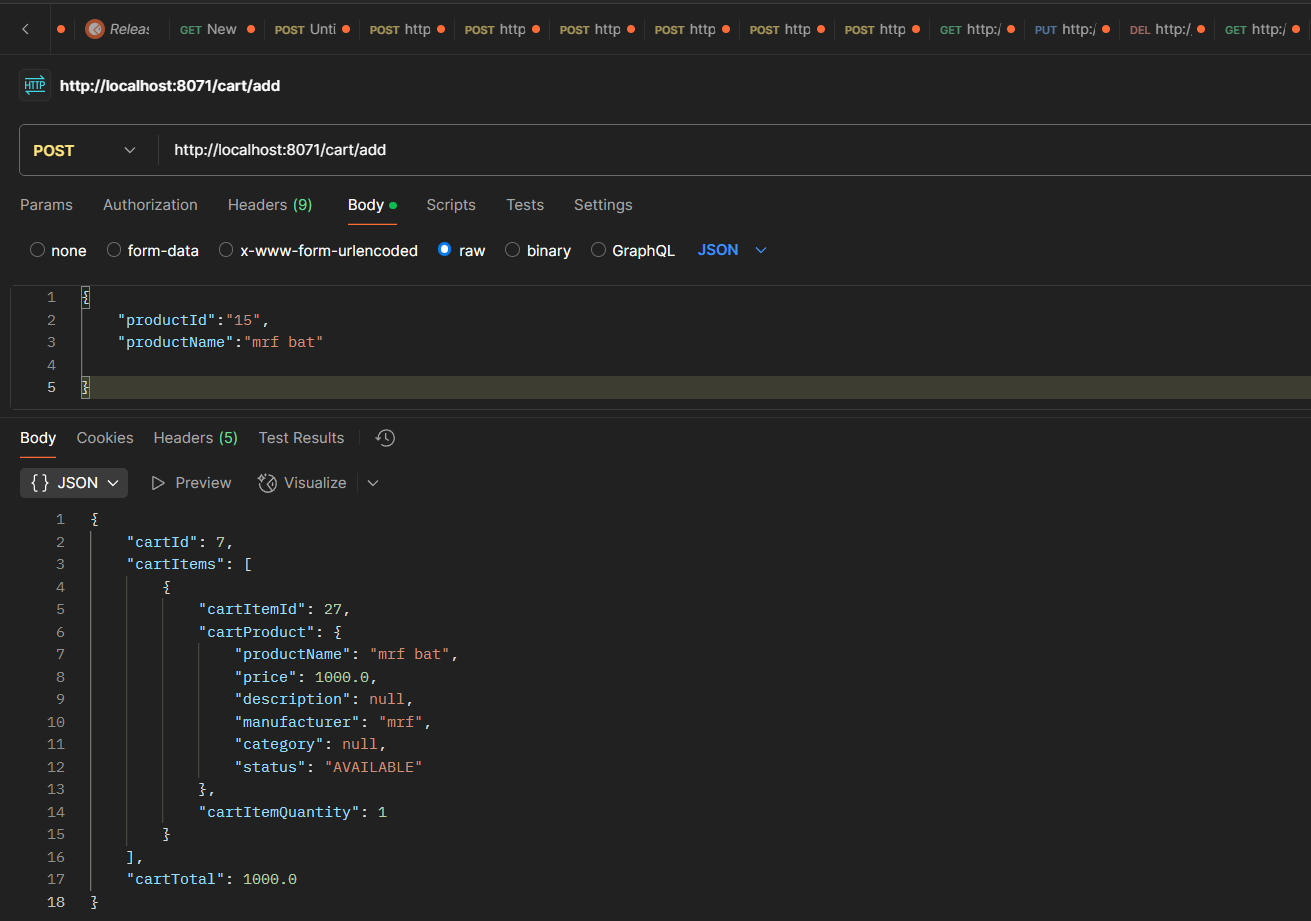 Releas GET New POST Unti POST http POST http POST http POST http POST http POST http GET http:/ PUT http:/ DEL http:/ GET http:/
HTTP http://localhost:8071/cart/add
POST http://localhost:8071/cart/add
Params Authorization Headers (9) Body Scripts Tests Settings
none form-data x-www-form-urlencoded raw binary GraphQL JSON
1 {
2 "productId":"15",
3 "productName":"mrf bat"
4
5 }
Body Cookies Headers (5) Test Results
{} JSON Preview Visualize
1 {
2 "cartId": 7,
3 "cartItems": [
4 {
5 "cartItemId": 27,
6 "cartProduct": {
7 "productName": "mrf bat",
8 "price": 1000.0,
9 "description": null,
10 "manufacturer": "mrf",
11 "category": null,
12 "status": "AVAILABLE"
13 },
14 "cartItemQuantity": 1
15 }
16 ],
17 "cartTotal": 1000.0
18 }